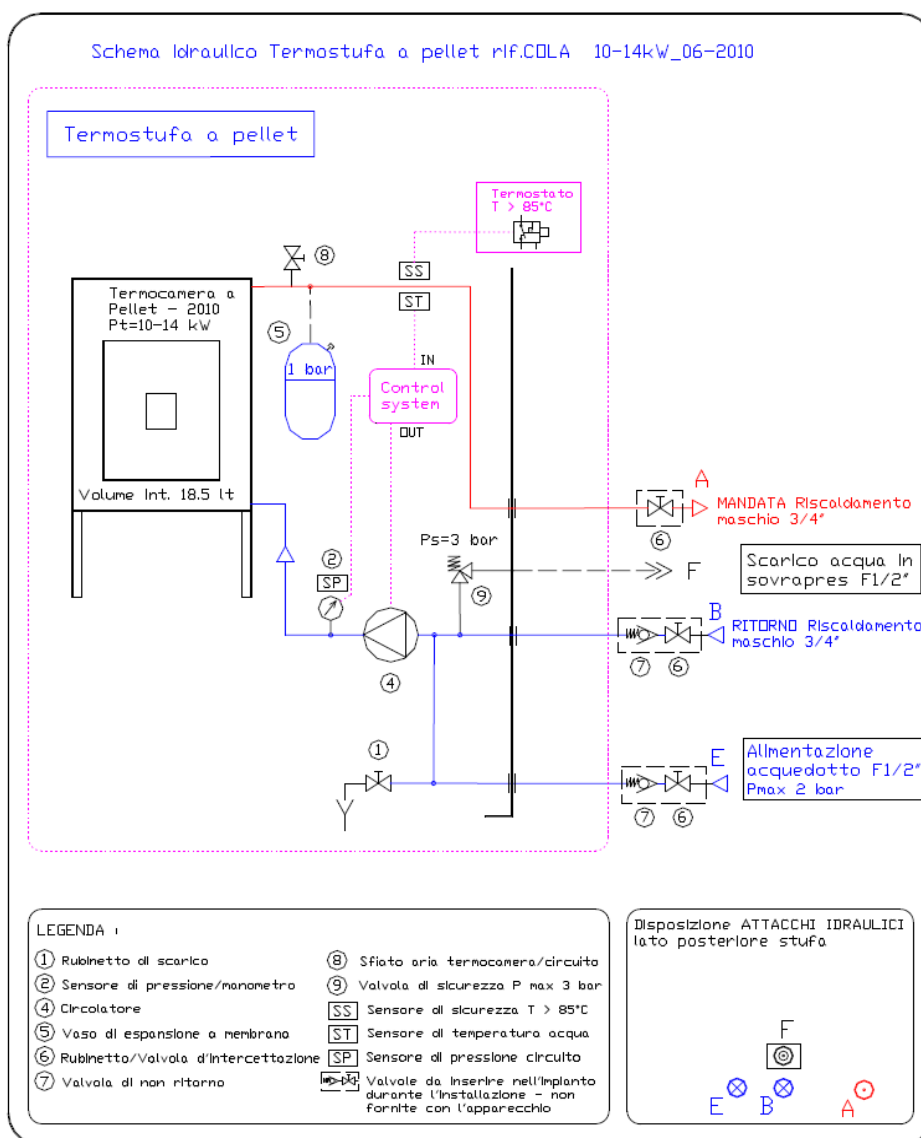 Schema Idraulico Termostufa a pellet rif.COLA 10-14kW_06-2010
Termostufa a pellet
Termostato
T > 85°C
8
SS
Termocamera a
Pellet - 2010
Pt=10-14 kW
ST
5
IN
1 bar
Control
system
OUT
A
Volume Int. 18.5 lt
MANDATA Riscaldamento
maschio 3/4"
6
Ps=3 bar
2
SP
F
Scarico acqua in
sovrapres F1/2"
9
B
RITORNO Riscaldamento
maschio 3/4"
7
6
4
1
E
Alimentazione
acquedotto F1/2"
Pmax 2 bar
7
6
LEGENDA :
1 Rubinetto di scarico
2 Sensore di pressione/manometro
4 Circolatore
5 Vaso di espansione a membrana
6 Rubinetto/Valvola d'intercettazione
7 Valvola di non ritorno
8 Sfiato aria termocamera/circuito
9 Valvola di sicurezza P max 3 bar
SS Sensore di sicurezza T > 85°C
ST Sensore di temperatura acqua
SP Sensore di pressione circuito
Valvole da inserire nell'impianto
durante l'installazione - non
fornite con l'apparecchio
Disposizione ATTACCHI IDRAULICI
lato posteriore stufa
F
E
B
A